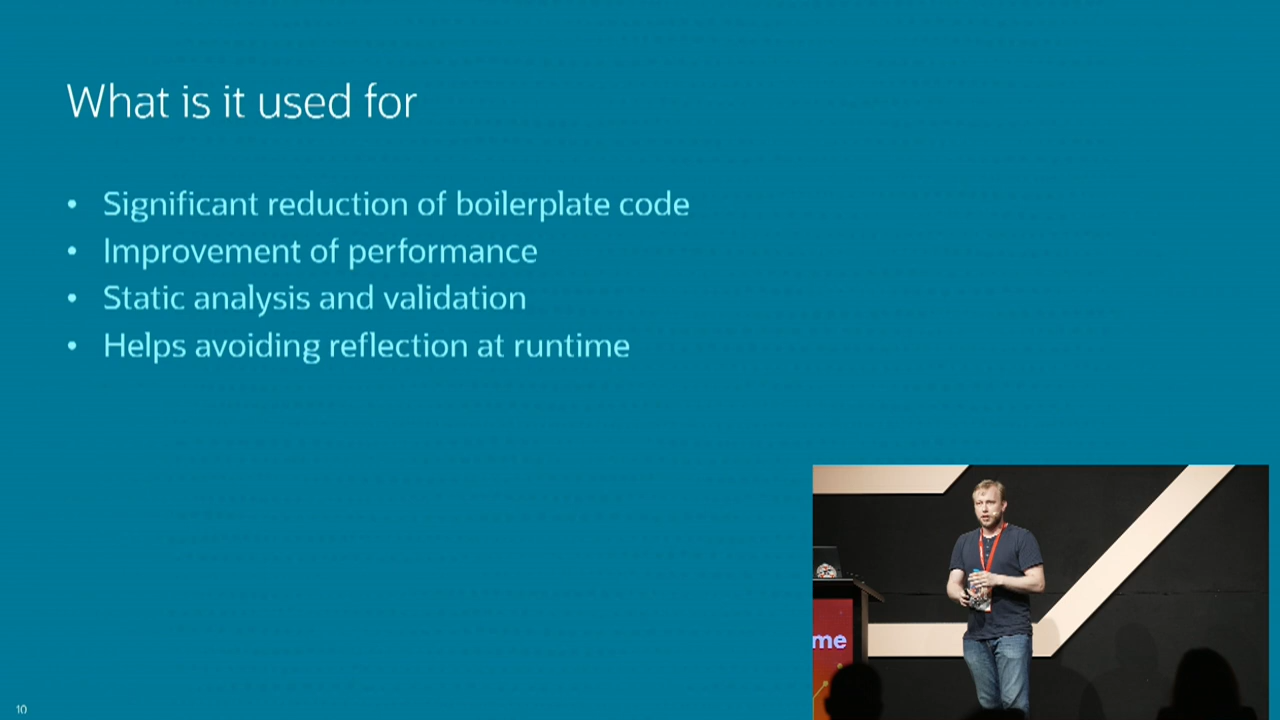 What is it used for
• Significant reduction of boilerplate code
• Improvement of performance
• Static analysis and validation
• Helps avoiding reflection at runtime
me
10